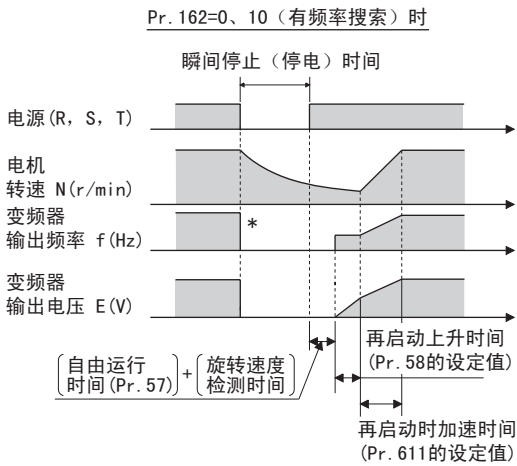 Pr.162=0、10（有频率搜索）时
瞬间停止（停电）时间
电源(R，S，T)
电机
转速 N(r/min)
变频器
输出频率 f(Hz)
*
变频器
输出电压 E(V)
自由运行
时间(Pr.57)
+
旋转速度
检测时间
再启动上升时间
(Pr.58的设定值)
再启动时加速时间
(Pr.611的设定值)